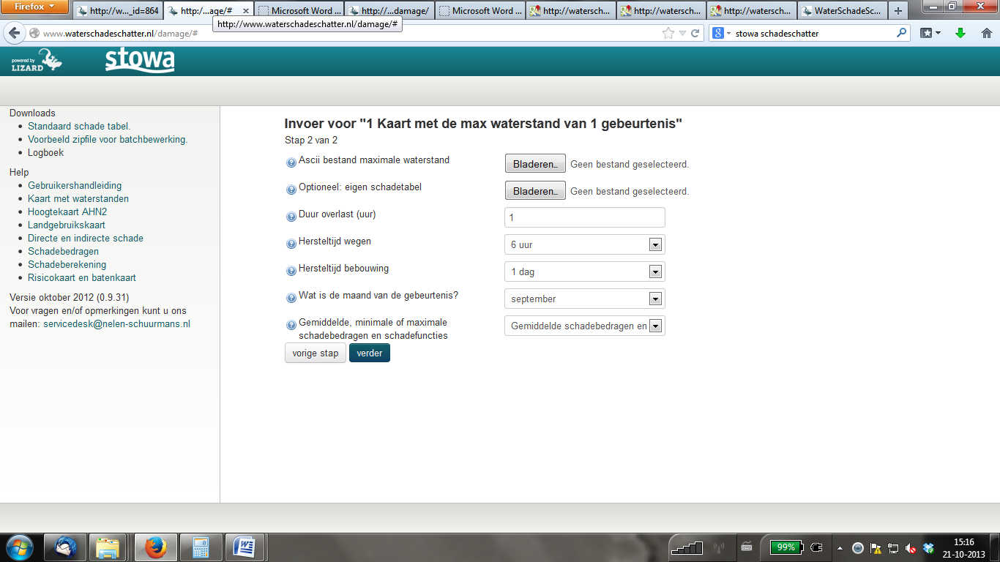 Firefox
http://w..._id=864
http:/...age/#
Microsoft Word ...
http://...damage/
Microsoft Word ...
http://watersch...
http://watersch...
http://watersch...
WaterSchadeSc...
http://www.waterschadeschatter.nl/damage/#
www.waterschadeschatter.nl/damage/#
stowa schadeschatter
powered by
LIZARD
stowa
Downloads
Standaard schade tabel.
Voorbeeld zipfile voor batchbewerking.
Logboek
Help
Gebruikershandleiding
Kaart met waterstanden
Hoogtekaart AHN2
Landgebruikskaart
Directe en indirecte schade
Schadebedragen
Schadeberekening
Risicokaart en batenkaart
Versie oktober 2012 (0.9.31)
Voor vragen en/of opmerkingen kunt u ons
mailen: servicedesk@nelen-schuurmans.nl
Invoer voor "1 Kaart met de max waterstand van 1 gebeurtenis"
Stap 2 van 2
Ascii bestand maximale waterstand
Bladeren... Geen bestand geselecteerd.
Optioneel: eigen schadetabel
Bladeren... Geen bestand geselecteerd.
Duur overlast (uur)
1
Hersteltijd wegen
6 uur
Hersteltijd bebouwing
1 dag
Wat is de maand van de gebeurtenis?
september
Gemiddelde, minimale of maximale
schadebedragen en schadefuncties
Gemiddelde schadebedragen en
vorige stap
verder
99%
15:16
21-10-2013